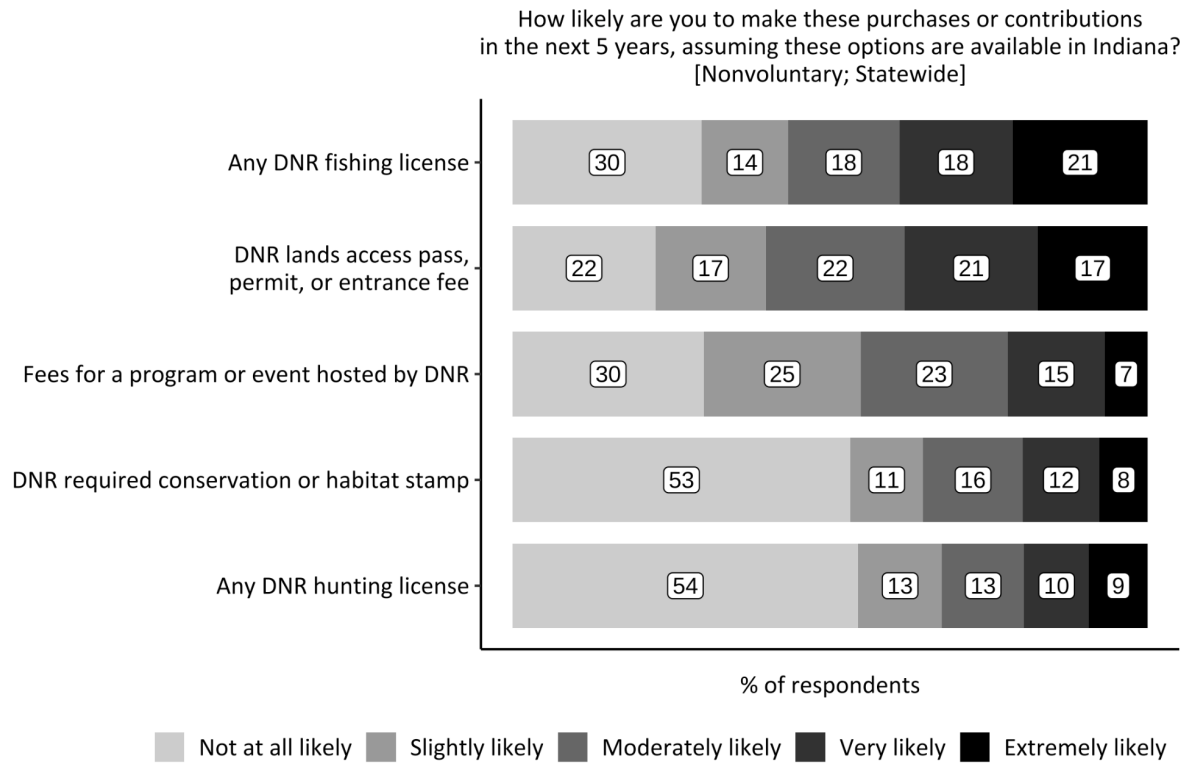 How likely are you to make these purchases or contributions
in the next 5 years, assuming these options are available in Indiana?
[Nonvoluntary; Statewide]
Any DNR fishing license
30 14 18 18 21
DNR lands access pass,
permit, or entrance fee
22 17 22 21 17
Fees for a program or event hosted by DNR
30 25 23 15 7
DNR required conservation or habitat stamp
53 11 16 12 8
Any DNR hunting license
54 13 13 10 9
% of respondents
Not at all likely Slightly likely Moderately likely Very likely Extremely likely